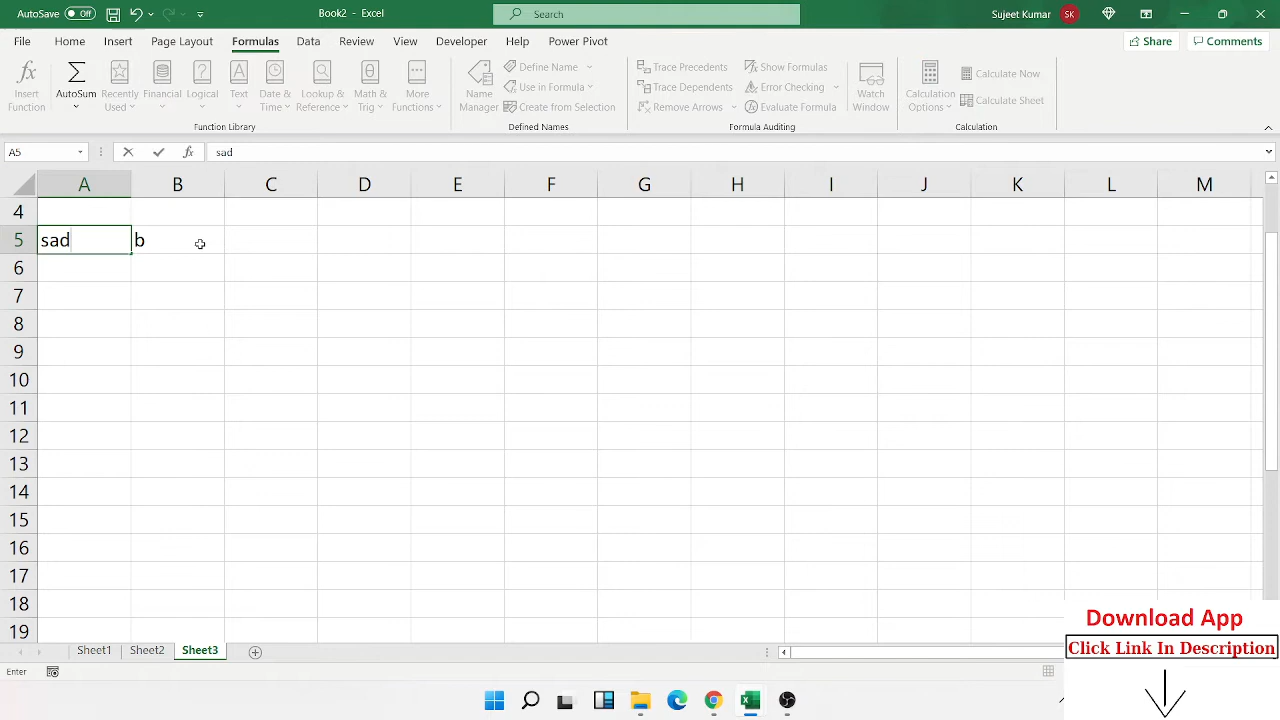 AutoSave Off Book2 - Excel Search Sujeet Kumar SK
File Home Insert Page Layout Formulas Data Review View Developer Help Power Pivot Share Comments
Insert Function
AutoSum
Recently Used
Financial
Logical
Text
Date & Time
Lookup & Reference
Math & Trig
More Functions
Function Library
Name Manager
Define Name
Use in Formula
Create from Selection
Defined Names
Trace Precedents
Trace Dependents
Remove Arrows
Show Formulas
Error Checking
Evaluate Formula
Formula Auditing
Watch Window
Calculation Options
Calculate Now
Calculate Sheet
Calculation
A5 fx sad
A B C D E F G H I J K L M
4
5 sad b
6
7
8
9
10
11
12
13
14
15
16
17
18
19
Sheet1 Sheet2 Sheet3
Enter
Download App
Click Link In Description